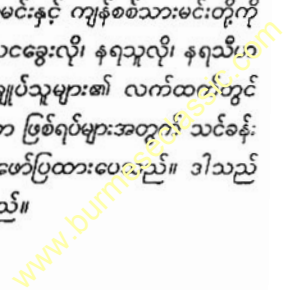 မင်းနှင့် ကျန်စစ်သားမင်းတို့ကို
ငခွေးလို၊ နရသူလို၊ နရသီဟ
ချုပ်သူများ၏ လက်ထက်တွင်
ဖြစ်ရပ်များအတွက် သင်ခန်း
ဖော်ပြထားပေသည်။ ဒါသည်
သည်။
www.burmeseclassic.com